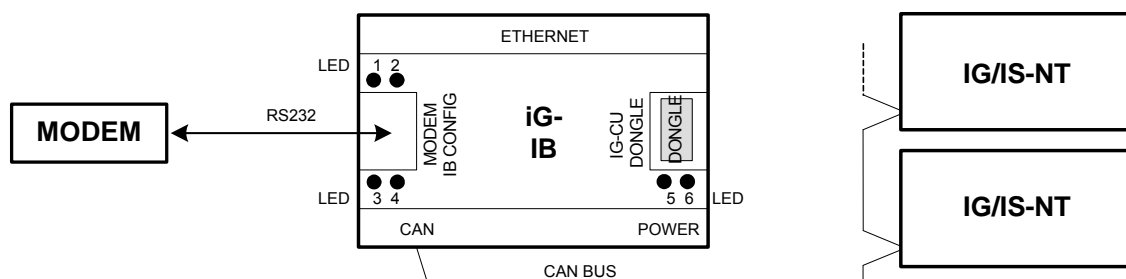 ETHERNET
LED 1 2
IG/IS-NT
MODEM
RS232
MODEM
IB CONFIG
iG-
IB
IG-CU
DONGLE
DONGLE
LED 3 4
5 6 LED
IG/IS-NT
CAN
POWER
CAN BUS